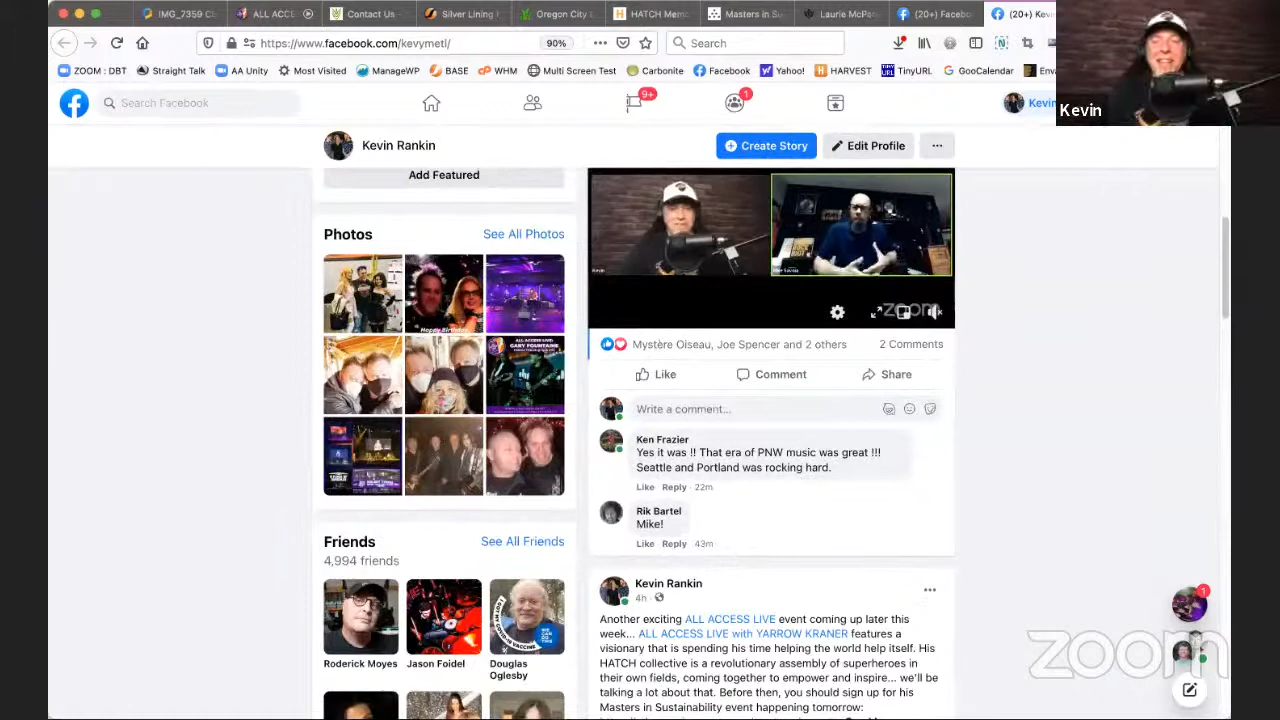 IMG_7359 C
ALL ACCE
Contact Us
Silver Lining
Oregon City
HATCH Mem
Masters in Su
Laurie McPa
(20+) Facebo
(20+) Kev
https://www.facebook.com/kevymetl/
90%
Search
ZOOM : DBT
Straight Talk
AA Unity
Most Visited
ManageWP
BASE
WHM
Multi Screen Test
Carbonite
Facebook
Yahoo!
HARVEST
TinyURL
GooCalendar
Env
Kevin
Search Facebook
9+
1
Kevin
Kevin Rankin
Create Story
Edit Profile
Add Featured
Photos
See All Photos
Happy Birthday
ALL ACCESS LIVE
GARY FOUNTAINE
Friends
See All Friends
4,994 friends
Roderick Moyes
Jason Foidel
Douglas
Oglesby
WE CAN DO THIS
Kevin
zoom
Mystère Oiseau, Joe Spencer and 2 others
2 Comments
Like
Comment
Share
Write a comment...
Ken Frazier
Yes it was !! That era of PNW music was great !!!
Seattle and Portland was rocking hard.
Like Reply · 22m
Rik Bartel
Mike!
Like Reply · 43m
Kevin Rankin
4h ·
Another exciting ALL ACCESS LIVE event coming up later this
week... ALL ACCESS LIVE with YARROW KRANER features a
visionary that is spending his time helping the world help itself. His
HATCH collective is a revolutionary assembly of superheroes in
their own fields, coming together to empower and inspire... we'll be
talking a lot about that. Before then, you should sign up for his
Masters in Sustainability event happening tomorrow:
1
zoom